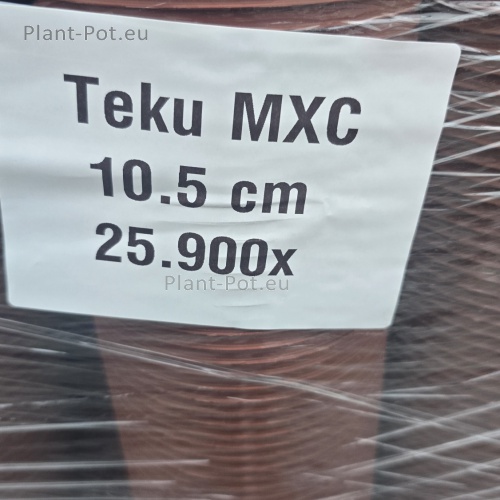 Plant-Pot.eu
Teku MXC
10.5 cm
25.900x
Plant-Pot.eu